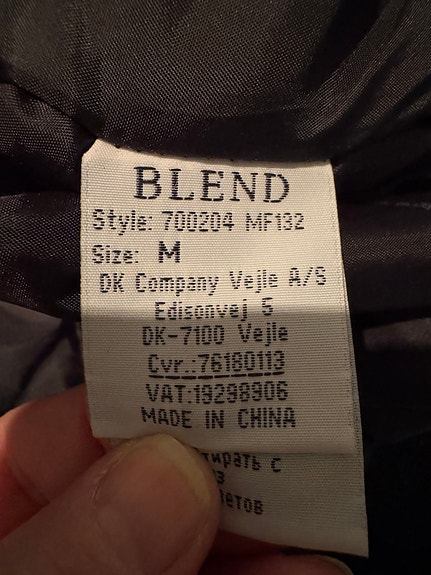 BLEND
Style: 700204 MF132
Size: M
DK Company Vejle A/S
Edisonvej 5
DK-7100 Vejle
Cvr.:76180113
VAT:19298906
MADE IN CHINA
с